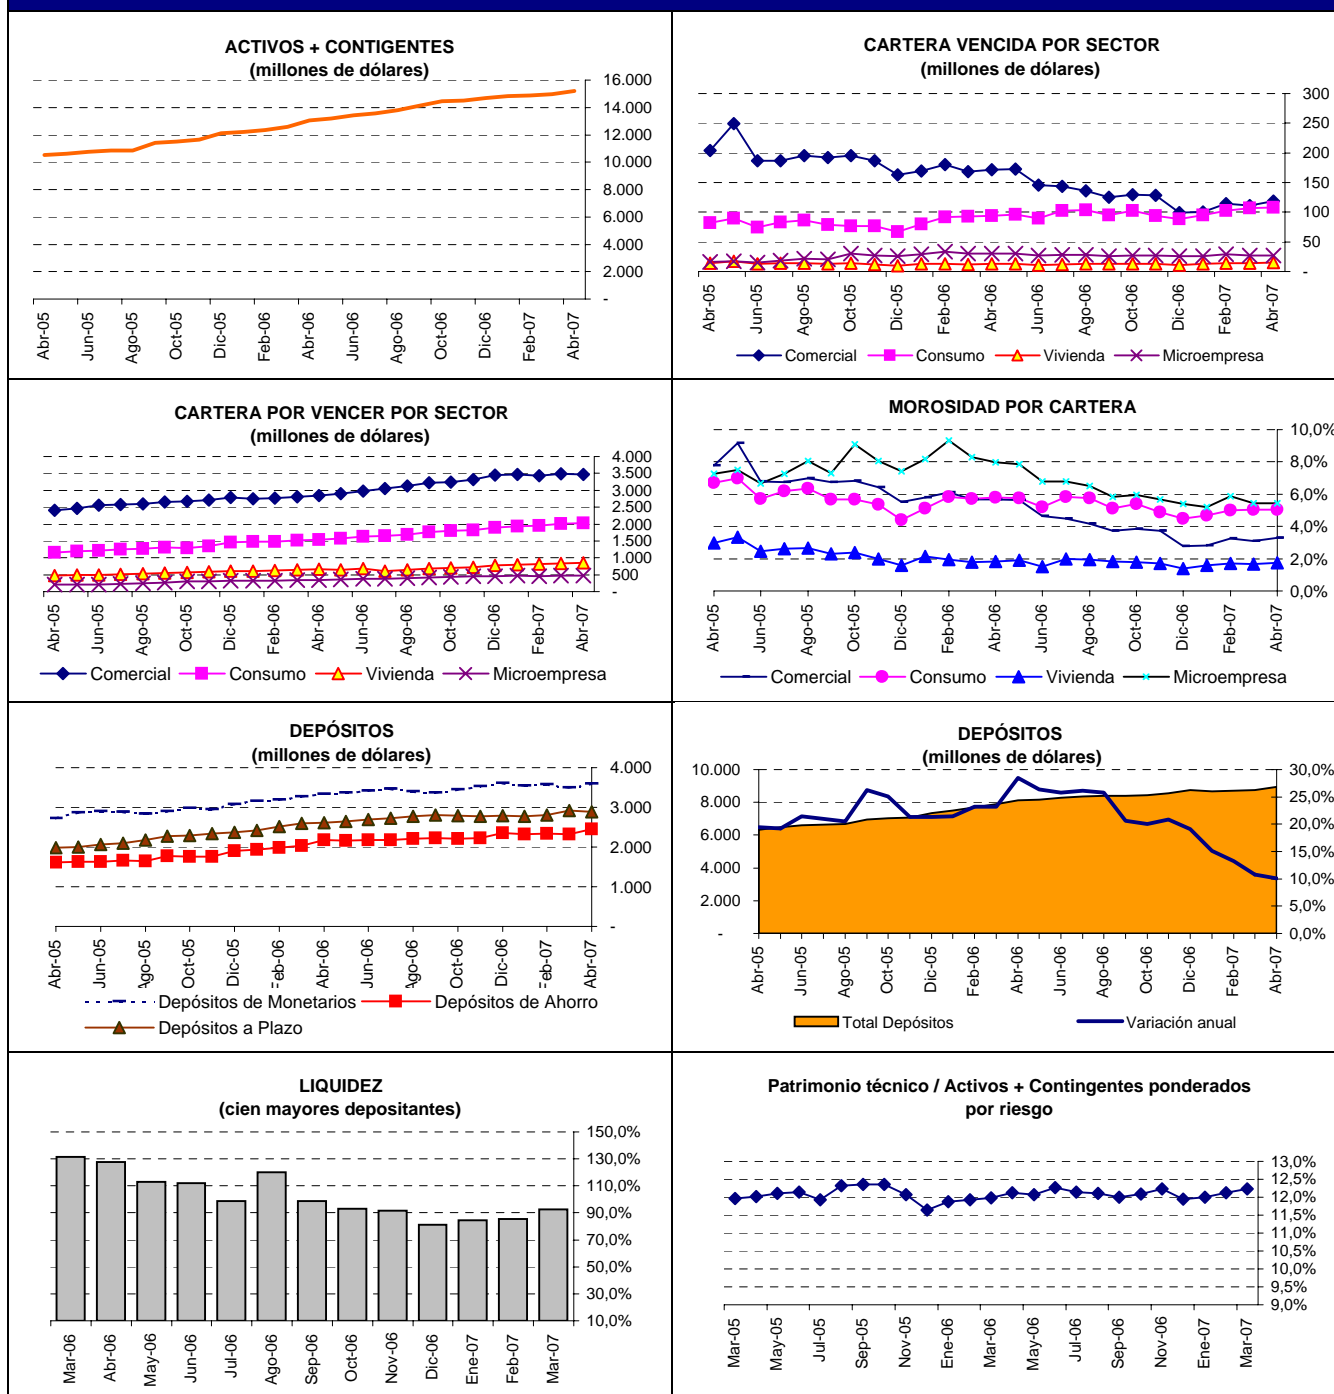 ACTIVOS + CONTIGENTES
(millones de dólares)
16.000
14.000
12.000
10.000
8.000
6.000
4.000
2.000
-
Abr-05 Jun-05 Ago-05 Oct-05 Dic-05 Feb-06 Abr-06 Jun-06 Ago-06 Oct-06 Dic-06 Feb-07 Abr-07
CARTERA VENCIDA POR SECTOR
(millones de dólares)
300
250
200
150
100
50
-
Abr-05 Jun-05 Ago-05 Oct-05 Dic-05 Feb-06 Abr-06 Jun-06 Ago-06 Oct-06 Dic-06 Feb-07 Abr-07
Comercial Consumo Vivienda Microempresa
CARTERA POR VENCER POR SECTOR
(millones de dólares)
4.000
3.500
3.000
2.500
2.000
1.500
1.000
500
-
Abr-05 Jun-05 Ago-05 Oct-05 Dic-05 Feb-06 Abr-06 Jun-06 Ago-06 Oct-06 Dic-06 Feb-07 Abr-07
Comercial Consumo Vivienda Microempresa
MOROSIDAD POR CARTERA
10,0%
8,0%
6,0%
4,0%
2,0%
0,0%
Abr-05 Jun-05 Ago-05 Oct-05 Dic-05 Feb-06 Abr-06 Jun-06 Ago-06 Oct-06 Dic-06 Feb-07 Abr-07
Comercial Consumo Vivienda Microempresa
DEPÓSITOS
(millones de dólares)
4.000
3.000
2.000
1.000
-
Abr-05 Jun-05 Ago-05 Oct-05 Dic-05 Feb-06 Abr-06 Jun-06 Ago-06 Oct-06 Dic-06 Feb-07 Abr-07
Depósitos de Monetarios Depósitos de Ahorro
Depósitos a Plazo
DEPÓSITOS
(millones de dólares)
10.000
8.000
6.000
4.000
2.000
-
30,0%
25,0%
20,0%
15,0%
10,0%
5,0%
0,0%
Abr-05 Jun-05 Ago-05 Oct-05 Dic-05 Feb-06 Abr-06 Jun-06 Ago-06 Oct-06 Dic-06 Feb-07 Abr-07
Total Depósitos Variación anual
LIQUIDEZ
(cien mayores depositantes)
150,0%
130,0%
110,0%
90,0%
70,0%
50,0%
30,0%
10,0%
Mar-06 Abr-06 May-06 Jun-06 Jul-06 Ago-06 Sep-06 Oct-06 Nov-06 Dic-06 Ene-07 Feb-07 Mar-07
Patrimonio técnico / Activos + Contingentes ponderados
por riesgo
13,0%
12,5%
12,0%
11,5%
11,0%
10,5%
10,0%
9,5%
9,0%
Mar-05 May-05 Jul-05 Sep-05 Nov-05 Ene-06 Mar-06 May-06 Jul-06 Sep-06 Nov-06 Ene-07 Mar-07